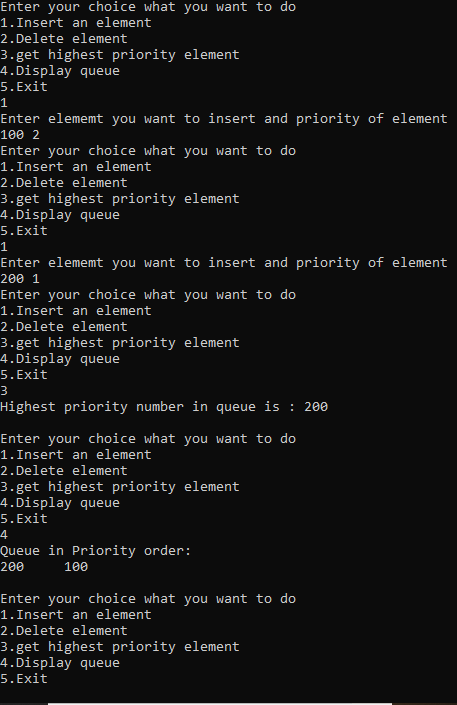 Enter your choice what you want to do
1.Insert an element
2.Delete element
3.get highest priority element
4.Display queue
5.Exit
1
Enter elememt you want to insert and priority of element
100 2
Enter your choice what you want to do
1.Insert an element
2.Delete element
3.get highest priority element
4.Display queue
5.Exit
1
Enter elememt you want to insert and priority of element
200 1
Enter your choice what you want to do
1.Insert an element
2.Delete element
3.get highest priority element
4.Display queue
5.Exit
3
Highest priority number in queue is : 200
Enter your choice what you want to do
1.Insert an element
2.Delete element
3.get highest priority element
4.Display queue
5.Exit
4
Queue in Priority order:
200     100
Enter your choice what you want to do
1.Insert an element
2.Delete element
3.get highest priority element
4.Display queue
5.Exit